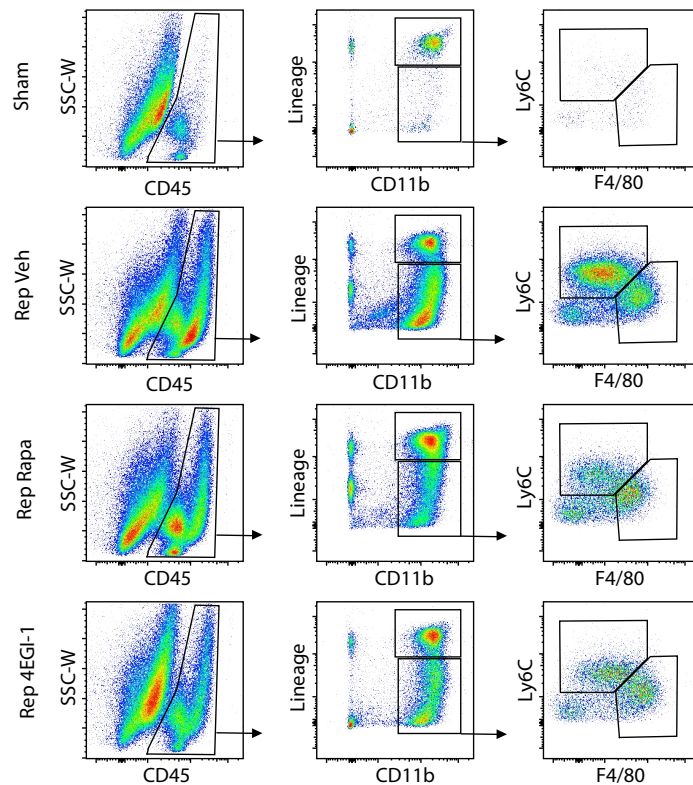 Sham
SSC-W
CD45
Lineage
CD11b
Ly6C
F4/80
Rep Veh
SSC-W
CD45
Lineage
CD11b
Ly6C
F4/80
Rep Rapa
SSC-W
CD45
Lineage
CD11b
Ly6C
F4/80
Rep 4EGI-1
SSC-W
CD45
Lineage
CD11b
Ly6C
F4/80